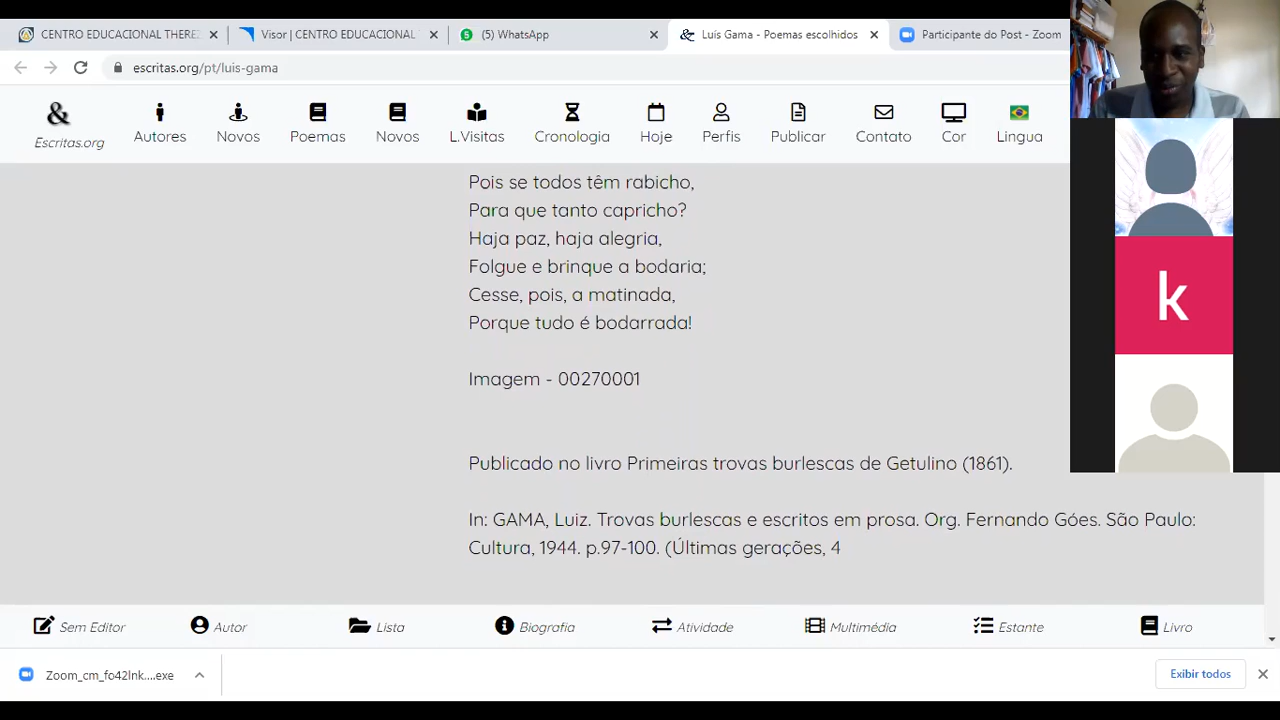 CENTRO EDUCACIONAL THEREZ
Visor | CENTRO EDUCACIONAL
(5) WhatsApp
Luís Gama - Poemas escolhidos
Participante do Post - Zoom
escritas.org/pt/luis-gama
&
Escritas.org
Autores
Novos
Poemas
Novos
L.Visitas
Cronologia
Hoje
Perfis
Publicar
Contato
Cor
Lingua
Pois se todos têm rabicho,
Para que tanto capricho?
Haja paz, haja alegria,
Folgue e brinque a bodaria;
Cesse, pois, a matinada,
Porque tudo é bodarrada!
Imagem - 00270001
Publicado no livro Primeiras trovas burlescas de Getulino (1861).
In: GAMA, Luiz. Trovas burlescas e escritos em prosa. Org. Fernando Góes. São Paulo:
Cultura, 1944. p.97-100. (Últimas gerações, 4
k
Sem Editor
Autor
Lista
Biografia
Atividade
Multimédia
Estante
Livro
Zoom_cm_fo42lnk....exe
Exibir todos